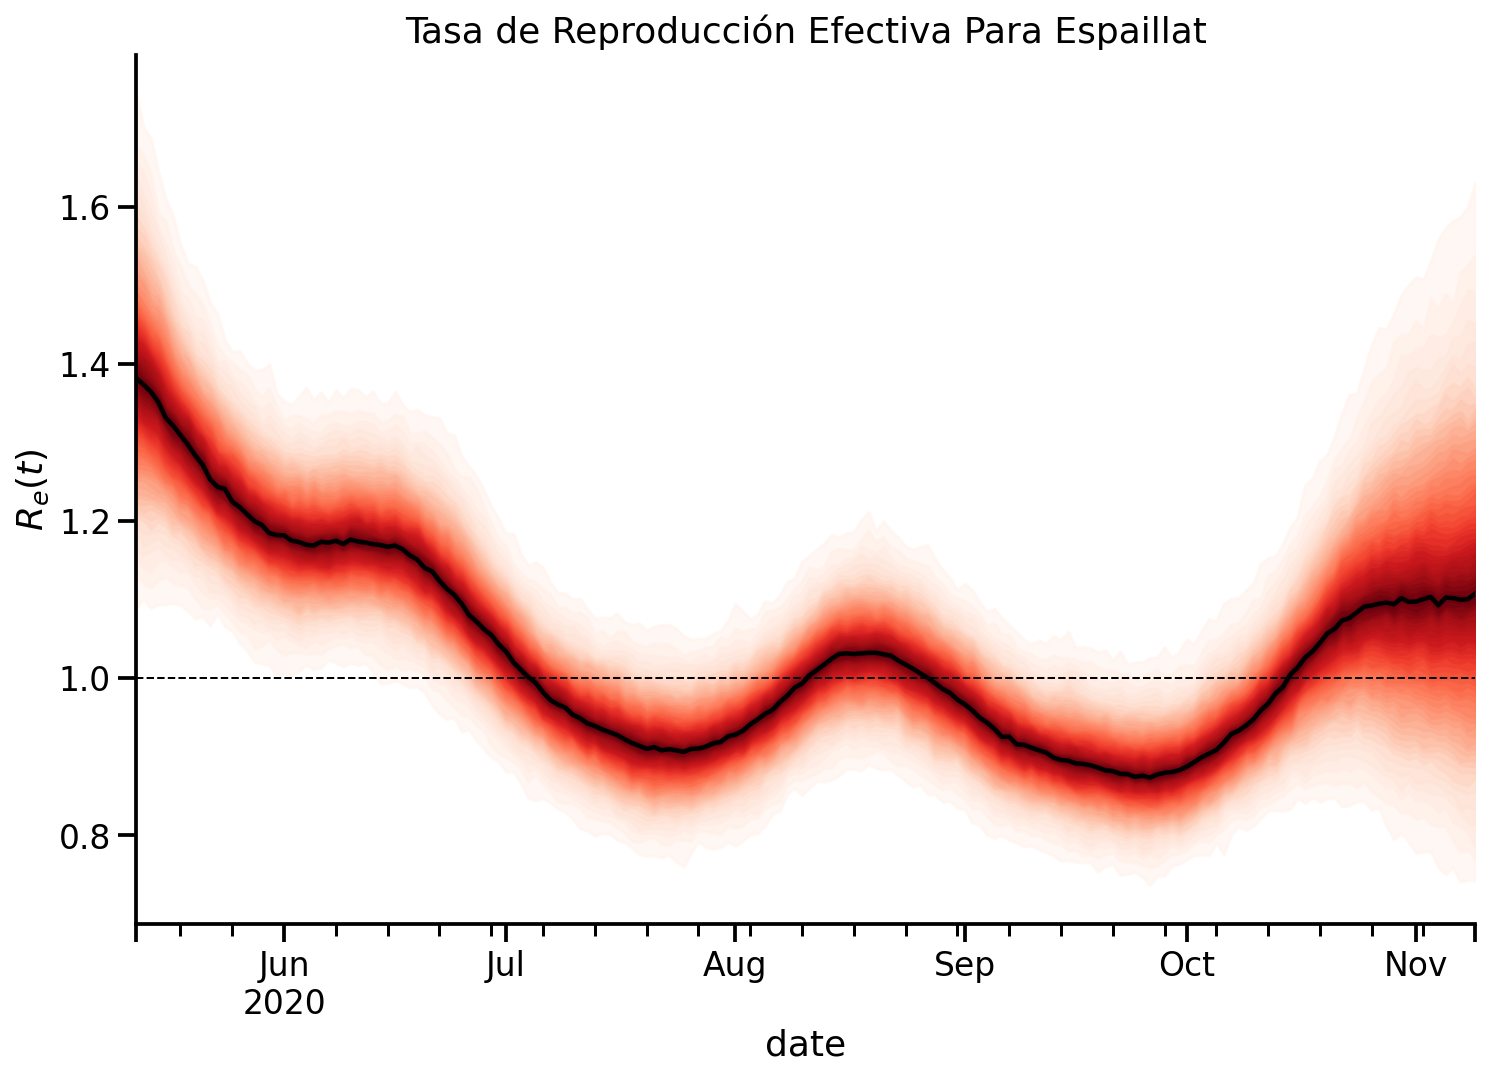 Tasa de Reproducción Efectiva Para Espaillat
1.6
1.4
1.2
1.0
0.8
Rₑ(t)
Jun Jul Aug Sep Oct Nov
2020
date